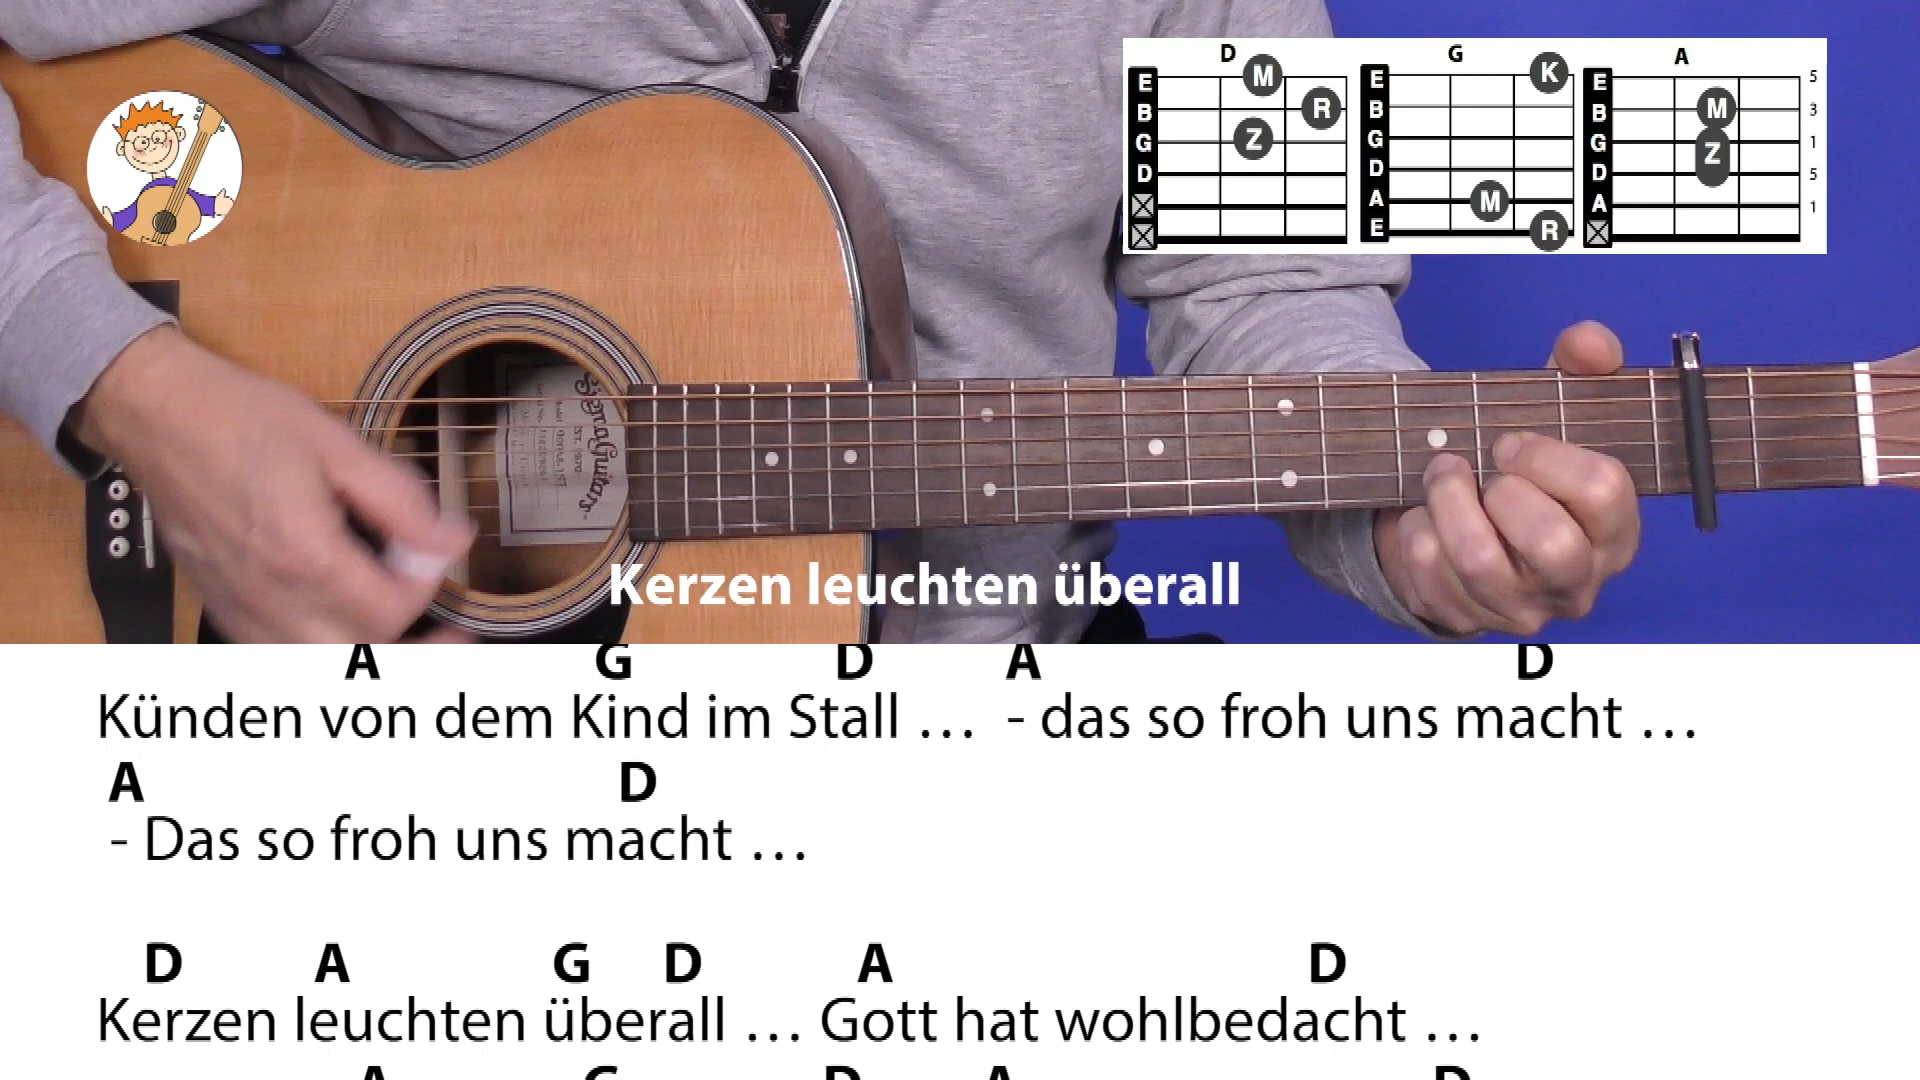 D G A
E M E K E 5
B R B B M 3
G Z G G Z 1
D D D 5
A M A 1
E R
Kerzen leuchten überall
A G D A D
Künden von dem Kind im Stall … - das so froh uns macht …
A D
- Das so froh uns macht …
D A G D A D
Kerzen leuchten überall … Gott hat wohlbedacht …
A G D A D